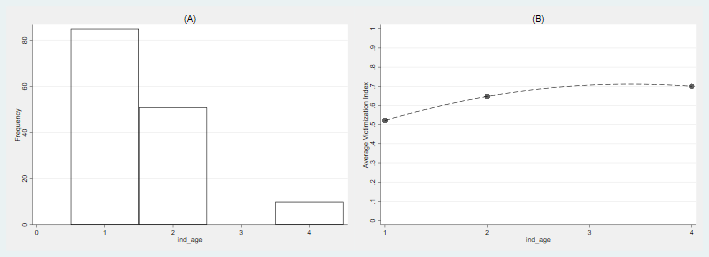 (A)
Frequency
80
60
40
20
0
0 1 2 3 4
ind_age
(B)
Average Victimization Index
1
.9
.8
.7
.6
.5
.4
.3
.2
.1
0
1 2 3 4
ind_age